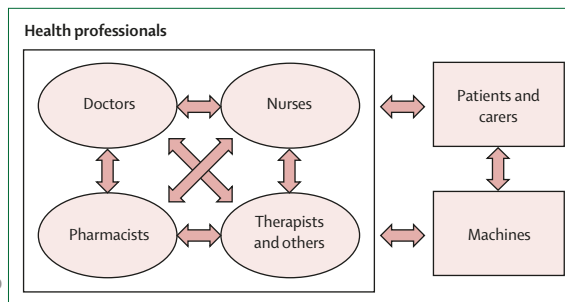 Health professionals
Doctors
Nurses
Patients and
carers
Pharmacists
Therapists
and others
Machines